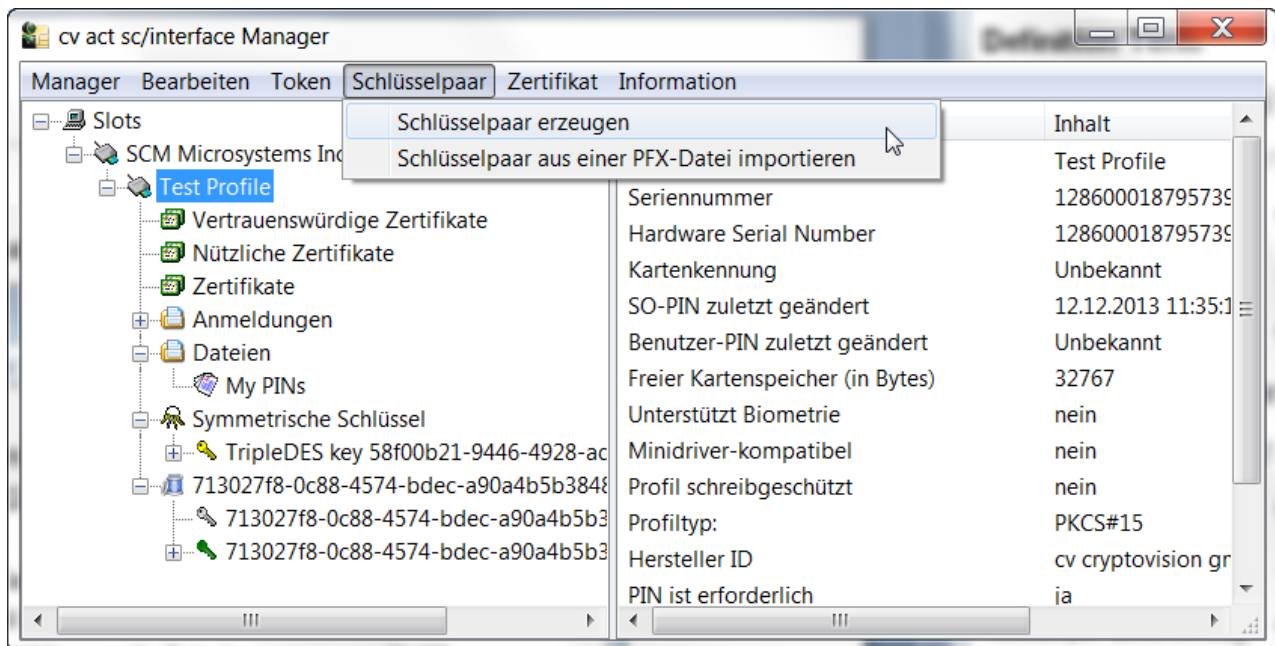 cv act sc/interface Manager
Manager Bearbeiten Token Schlüsselpaar Zertifikat Information
Schlüsselpaar erzeugen
Schlüsselpaar aus einer PFX-Datei importieren
Slots
SCM Microsystems Inc
Test Profile
Vertrauenswürdige Zertifikate
Nützliche Zertifikate
Zertifikate
Anmeldungen
Dateien
My PINs
Symmetrische Schlüssel
TripleDES key 58f00b21-9446-4928-ac
713027f8-0c88-4574-bdec-a90a4b5b3848
713027f8-0c88-4574-bdec-a90a4b5b3
713027f8-0c88-4574-bdec-a90a4b5b3
Inhalt
Test Profile
Seriennummer 128600018795739
Hardware Serial Number 128600018795739
Kartenkennung Unbekannt
SO-PIN zuletzt geändert 12.12.2013 11:35:1
Benutzer-PIN zuletzt geändert Unbekannt
Freier Kartenspeicher (in Bytes) 32767
Unterstützt Biometrie nein
Minidriver-kompatibel nein
Profil schreibgeschützt nein
Profiltyp: PKCS#15
Hersteller ID cv cryptovision gr
PIN ist erforderlich ja